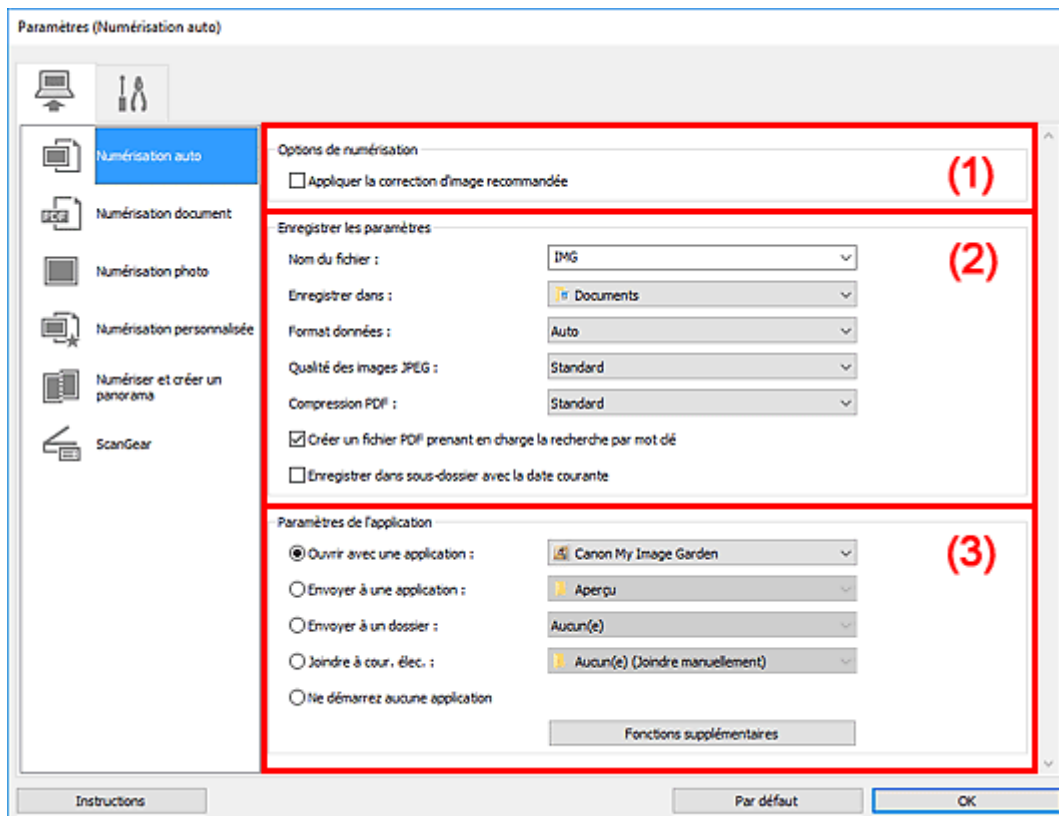 Paramètres (Numérisation auto)
Numérisation auto
Numérisation document
Numérisation photo
Numérisation personnalisée
Numériser et créer un
panorama
ScanGear
Options de numérisation
Appliquer la correction d'image recommandée
(1)
Enregistrer les paramètres
(2)
Nom du fichier : IMG
Enregistrer dans : Documents
Format données : Auto
Qualité des images JPEG : Standard
Compression PDF : Standard
Créer un fichier PDF prenant en charge la recherche par mot clé
Enregistrer dans sous-dossier avec la date courante
Paramètres de l'application
(3)
Ouvrir avec une application : Canon My Image Garden
Envoyer à une application : Aperçu
Envoyer à un dossier : Aucun(e)
Joindre à cour. élec. : Aucun(e) (Joindre manuellement)
Ne démarrez aucune application
Fonctions supplémentaires
Instructions
Par défaut
OK